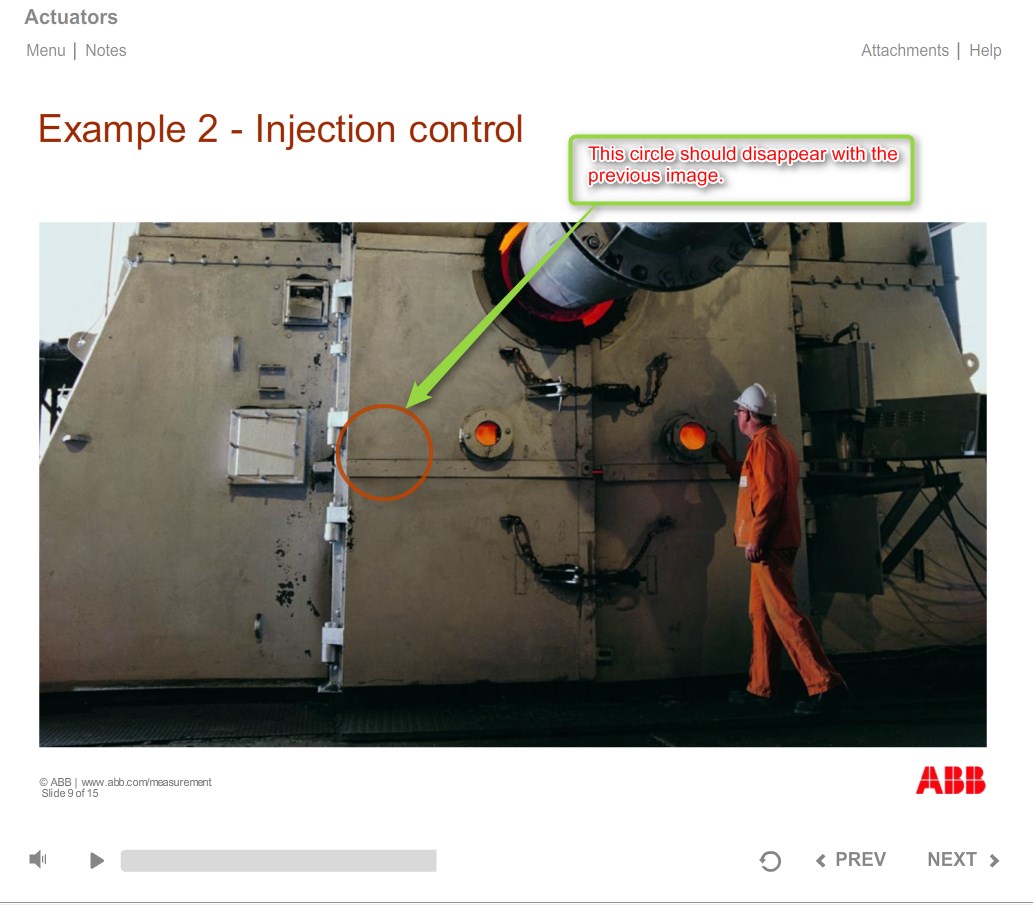 Actuators
Menu | Notes
Attachments | Help
Example 2 - Injection control
This circle should disappear with the
previous image.
© ABB | www.abb.com/measurement
Slide 9 of 15
ABB
PREV
NEXT